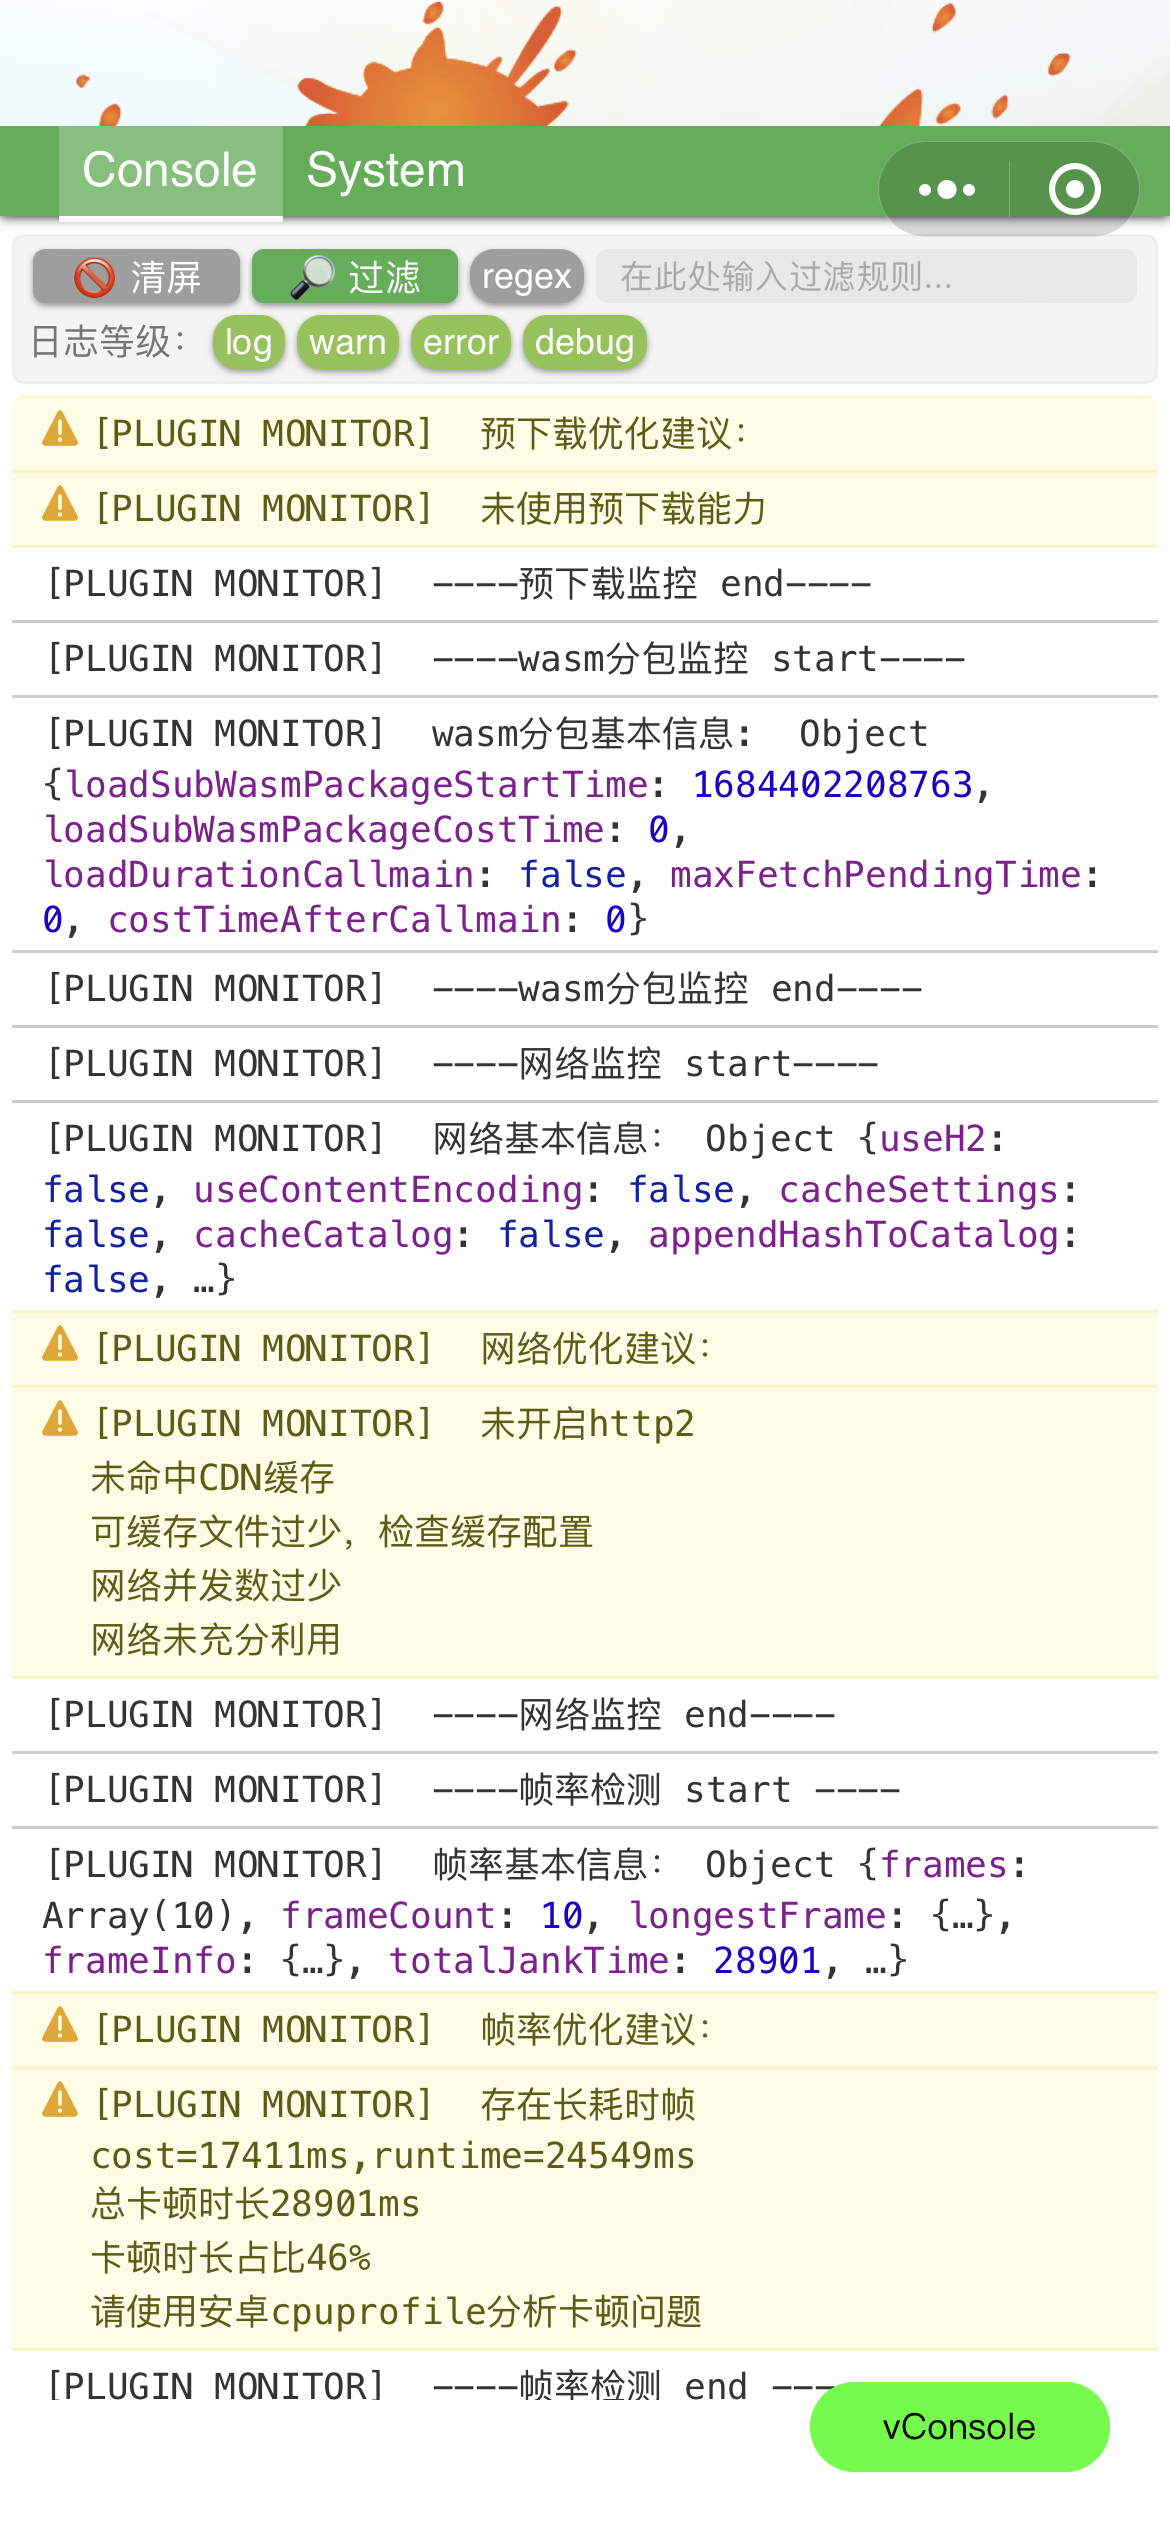 Console System
清屏 过滤 regex 在此处输入过滤规则...
日志等级： log warn error debug
[PLUGIN MONITOR] 预下载优化建议：
[PLUGIN MONITOR] 未使用预下载能力
[PLUGIN MONITOR] ----预下载监控 end----
[PLUGIN MONITOR] ----wasm分包监控 start----
[PLUGIN MONITOR] wasm分包基本信息: Object
{loadSubWasmPackageStartTime: 1684402208763,
loadSubWasmPackageCostTime: 0,
loadDurationCallmain: false, maxFetchPendingTime:
0, costTimeAfterCallmain: 0}
[PLUGIN MONITOR] ----wasm分包监控 end----
[PLUGIN MONITOR] ----网络监控 start----
[PLUGIN MONITOR] 网络基本信息： Object {useH2:
false, useContentEncoding: false, cacheSettings:
false, cacheCatalog: false, appendHashToCatalog:
false, …}
[PLUGIN MONITOR] 网络优化建议：
[PLUGIN MONITOR] 未开启http2
未命中CDN缓存
可缓存文件过少，检查缓存配置
网络并发数过少
网络未充分利用
[PLUGIN MONITOR] ----网络监控 end----
[PLUGIN MONITOR] ----帧率检测 start ----
[PLUGIN MONITOR] 帧率基本信息： Object {frames:
Array(10), frameCount: 10, longestFrame: {…},
frameInfo: {…}, totalJankTime: 28901, …}
[PLUGIN MONITOR] 帧率优化建议：
[PLUGIN MONITOR] 存在长耗时帧
cost=17411ms,runtime=24549ms
总卡顿时长28901ms
卡顿时长占比46%
请使用安卓cpuprofile分析卡顿问题
[PLUGIN MONITOR] ----帧率检测 end ---
vConsole